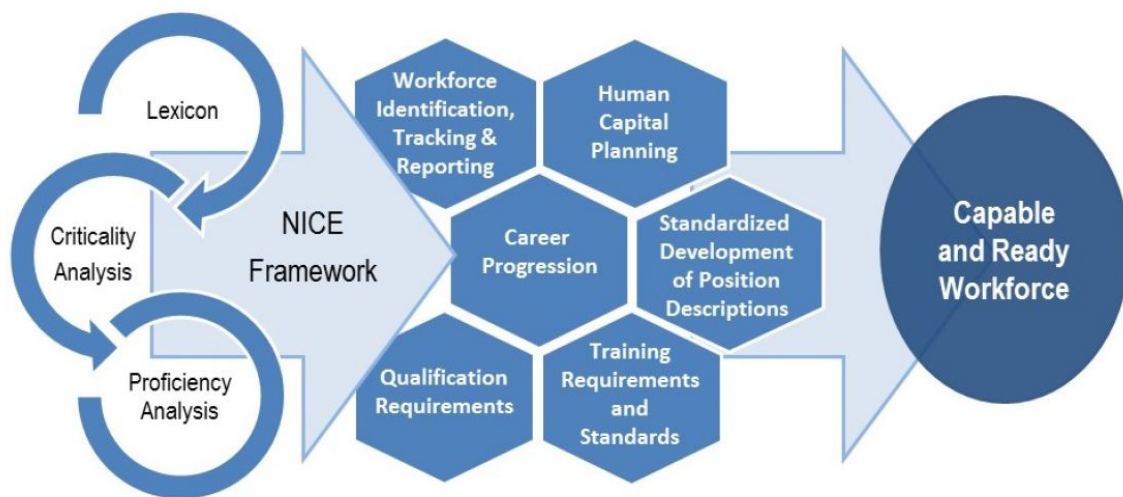 Lexicon
Criticality
Analysis
Proficiency
Analysis
NICE
Framework
Workforce
Identification,
Tracking &
Reporting
Human
Capital
Planning
Career
Progression
Standardized
Development
of Position
Descriptions
Qualification
Requirements
Training
Requirements
and
Standards
Capable
and Ready
Workforce